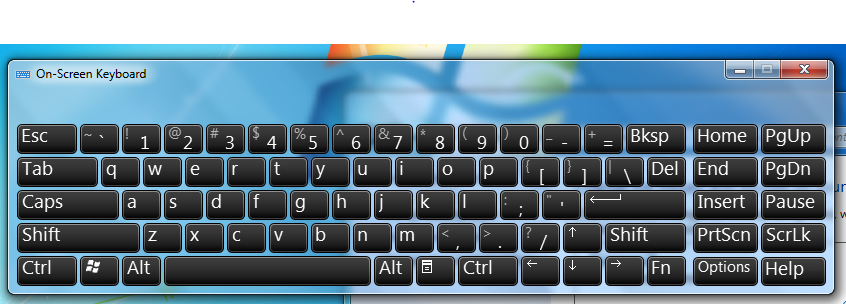 On-Screen Keyboard
Esc ~ ` ! 1 @ 2 # 3 $ 4 % 5 ^ 6 & 7 * 8 ( 9 ) 0 _ - + = Bksp Home PgUp
Tab q w e r t y u i o p { [ } ] | \ Del End PgDn
Caps a s d f g h j k l : ; " ' Insert Pause
Shift z x c v b n m < , > . ? / ↑ Shift PrtScn ScrLk
Ctrl Alt Alt Ctrl ← ↓ → Fn Options Help